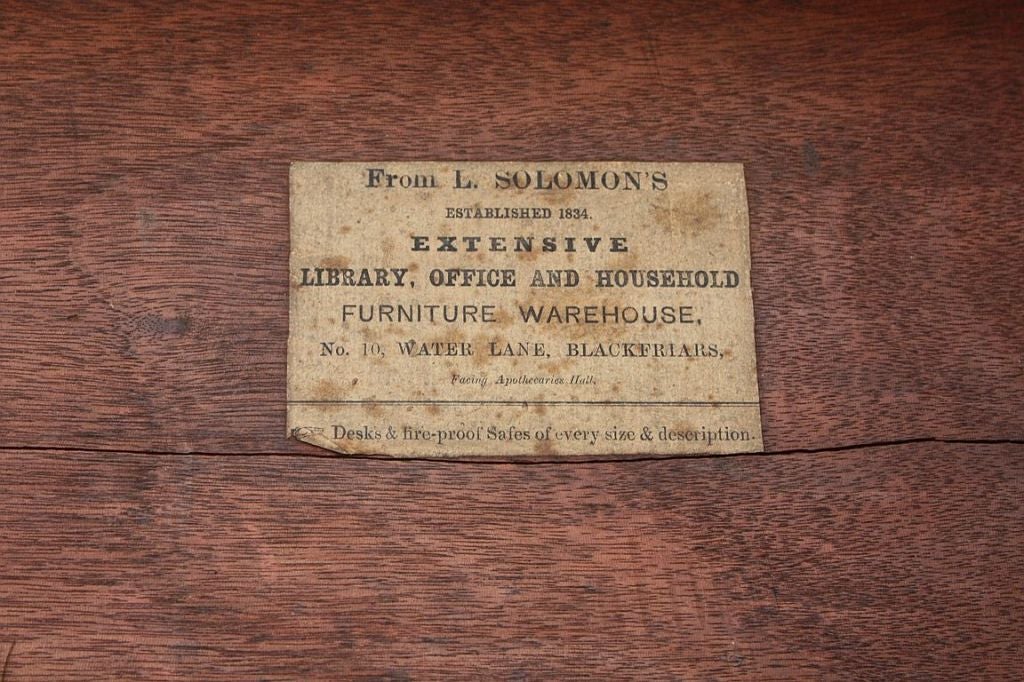 From L. SOLOMON'S
ESTABLISHED 1834.
EXTENSIVE
LIBRARY, OFFICE AND HOUSEHOLD
FURNITURE WAREHOUSE,
No. 10, WATER LANE, BLACKFRIARS,
Facing Apothecaries Hall.
☞ Desks & fire-proof Safes of every size & description.